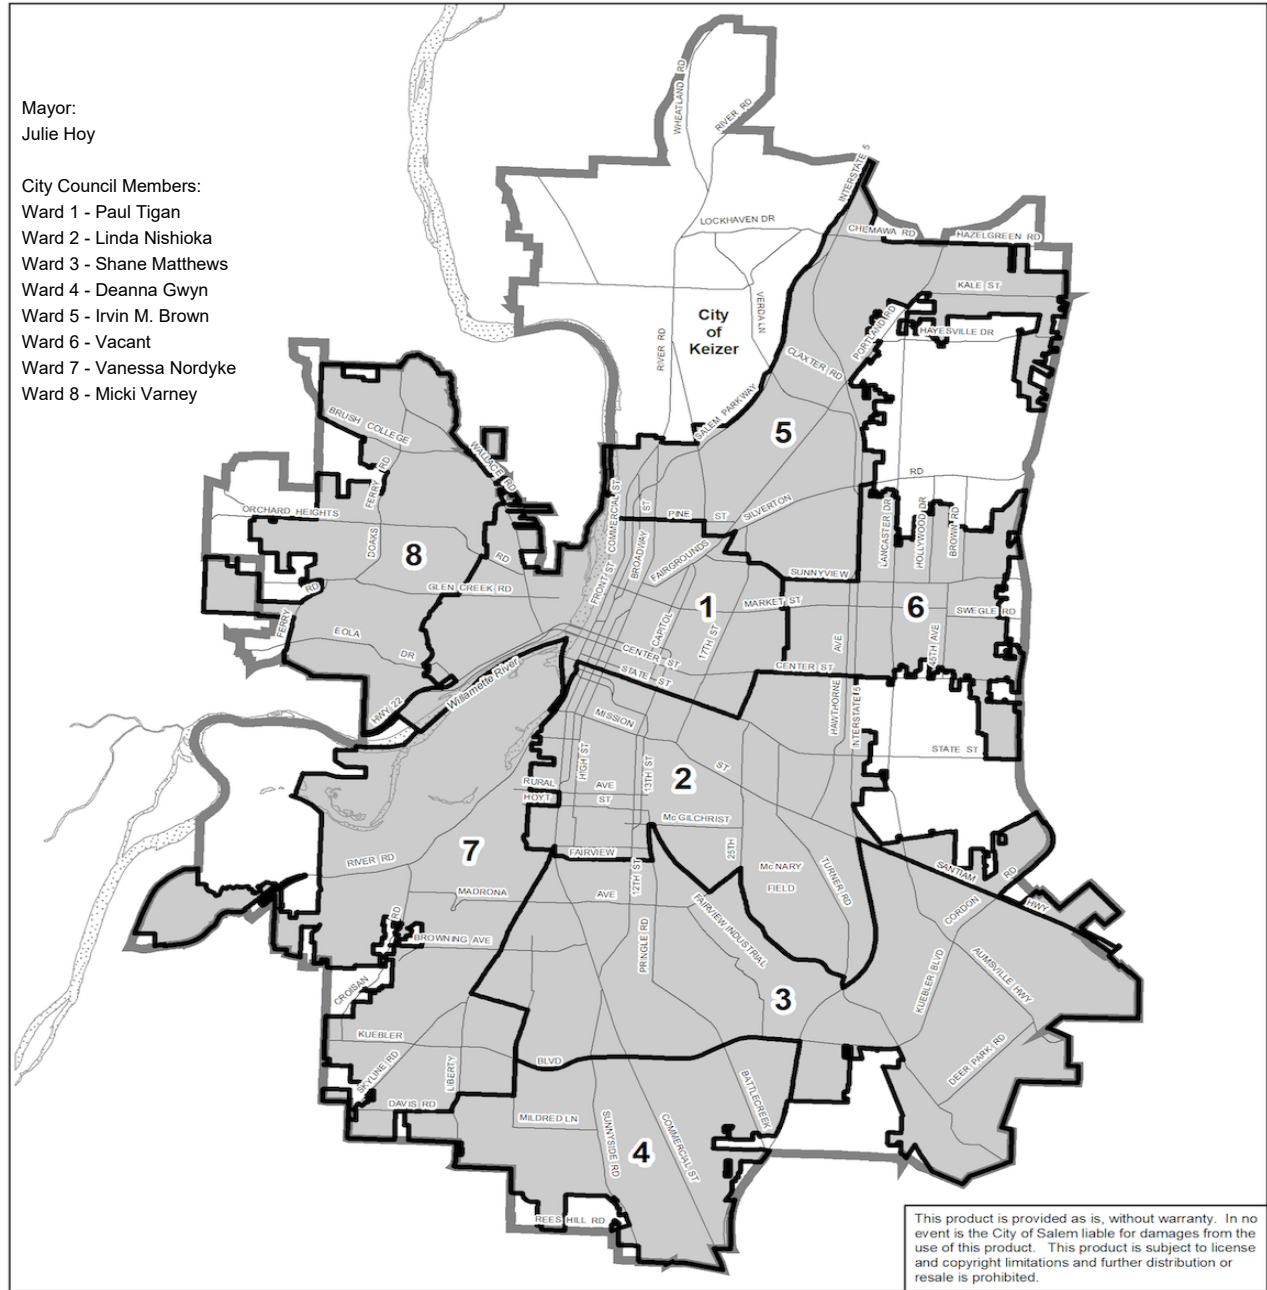 Mayor:
Julie Hoy
City Council Members:
Ward 1 - Paul Tigan
Ward 2 - Linda Nishioka
Ward 3 - Shane Matthews
Ward 4 - Deanna Gwyn
Ward 5 - Irvin M. Brown
Ward 6 - Vacant
Ward 7 - Vanessa Nordyke
Ward 8 - Micki Varney
WHEATLAND RD
RIVER RD
INTERSTATE 5
LOCKHAVEN DR
CHEMAWA RD
HAZELGREEN RD
KALE ST
VERDA LN
City
of
Keizer
RIVER RD
PORTLAND RD
HAYESVILLE DR
CLAXTER RD
SALEM PARKWAY
5
BRUSH COLLEGE
RD
WALLACE RD
FERRY
RD
ORCHARD HEIGHTS
RD
DOAKS
8
COMMERCIAL ST
ST
BROADWAY
PINE ST
SILVERTON
RD
LANCASTER DR
HOLLYWOOD DR
BROWN RD
FAIRGROUNDS
SUNNYVIEW
FRONT ST
GLEN CREEK RD
RD
FERRY
EOLA
DR
1
MARKET ST
6
SWEGLE RD
CAPITOL
17TH ST
AVE
45TH AVE
CENTER ST
CENTER ST
STATE ST
HWY 22
Willamette River
HAWTHORNE
INTERSTATE 5
MISSION
ST
STATE ST
HIGH ST
13TH ST
2
RURAL
AVE
HOYT
ST
McGILCHRIST
25TH
7
RIVER RD
FAIRVIEW
12TH ST
McNARY
FIELD
TURNER RD
SANTIAM
RD
HWY
CORDON
MADRONA
AVE
FAIRVIEW INDUSTRIAL
RD
BROWNING AVE
PRINGLE RD
KUEBLER BLVD
AUMSVILLE HWY
CROISAN
3
KUEBLER
BLVD
SKYLINE RD
LIBERTY
DEER PARK RD
DAVIS RD
MILDRED LN
BATTLECREEK
SUNNYSIDE RD
COMMERCIAL ST
4
REES HILL RD
This product is provided as is, without warranty. In no
event is the City of Salem liable for damages from the
use of this product. This product is subject to license
and copyright limitations and further distribution or
resale is prohibited.